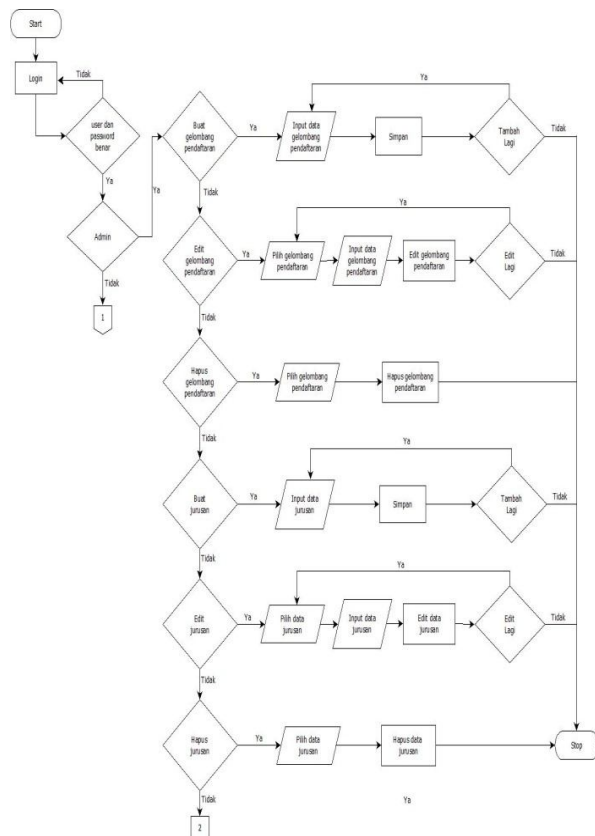 Start
Login
Tidak
user dan
password
benar
Ya
Admin
Ya
Tidak
1
Buat
gelombang
pendaftaran
Ya
Input data
gelombang
pendaftaran
Simpan
Tambah
Lagi
Ya
Tidak
Tidak
Edit
gelombang
pendaftaran
Ya
Pilih gelombang
pendaftaran
Input data
gelombang
pendaftaran
Edit gelombang
pendaftaran
Edit
Lagi
Ya
Tidak
Tidak
Hapus
gelombang
pendaftaran
Ya
Pilih gelombang
pendaftaran
Hapus gelombang
pendaftaran
Tidak
Buat
jurusan
Ya
Input data
jurusan
Simpan
Tambah
Lagi
Ya
Tidak
Tidak
Edit
jurusan
Ya
Pilih data
jurusan
Input data
jurusan
Edit data
jurusan
Edit
Lagi
Ya
Tidak
Tidak
Hapus
jurusan
Ya
Pilih data
jurusan
Hapus data
jurusan
Stop
Tidak
Ya
2